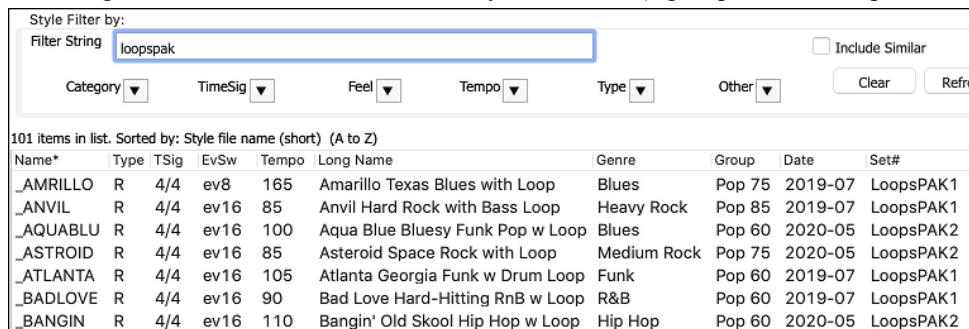 Style Filter by:
Filter String loopspak Include Similar
Category TimeSig Feel Tempo Type Other Clear
101 items in list. Sorted by: Style file name (short) (A to Z)
Name* Type TSig EvSw Tempo Long Name Genre Group Date Set#
_AMRILLO R 4/4 ev8 165 Amarillo Texas Blues with Loop Blues Pop 75 2019-07 LoopsPAK1
_ANVIL R 4/4 ev16 85 Anvil Hard Rock with Bass Loop Heavy Rock Pop 85 2019-07 LoopsPAK1
_AQUABLU R 4/4 ev16 100 Aqua Blue Bluesy Funk Pop w Loop Blues Pop 60 2020-05 LoopsPAK2
_ASTROID R 4/4 ev16 85 Asteroid Space Rock with Loop Medium Rock Pop 75 2020-05 LoopsPAK2
_ATLANTA R 4/4 ev16 105 Atlanta Georgia Funk w Drum Loop Funk Pop 60 2019-07 LoopsPAK1
_BADLOVE R 4/4 ev16 90 Bad Love Hard-Hitting RnB w Loop R&B Pop 60 2019-07 LoopsPAK1
_BANGIN R 4/4 ev16 110 Bangin' Old Skool Hip Hop w Loop Hip Hop Pop 60 2020-05 LoopsPAK2